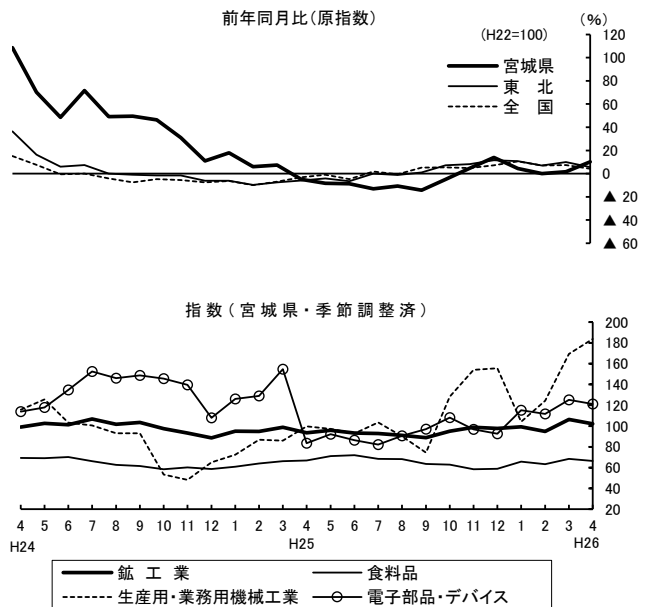 前年同月比(原指数)
(%)
(H22=100)
宮城県
東 北
全 国
120
100
80
60
40
20
0
▲ 20
▲ 40
▲ 60
指数(宮城県・季節調整済)
200
180
160
140
120
100
80
60
40
20
4 5 6 7 8 9 10 11 12 1 2 3 4 5 6 7 8 9 10 11 12 1 2 3 4
H24 H25 H26
鉱 工 業 食料品
生産用・業務用機械工業 電子部品・デバイス